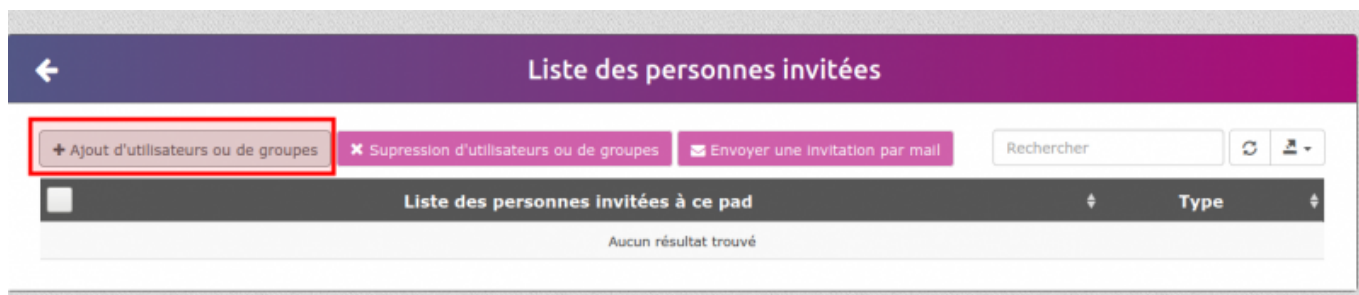 Liste des personnes invitées
+ Ajout d'utilisateurs ou de groupes
Supression d'utilisateurs ou de groupes
Envoyer une invitation par mail
Rechercher
Liste des personnes invitées à ce pad
Type
Aucun résultat trouvé